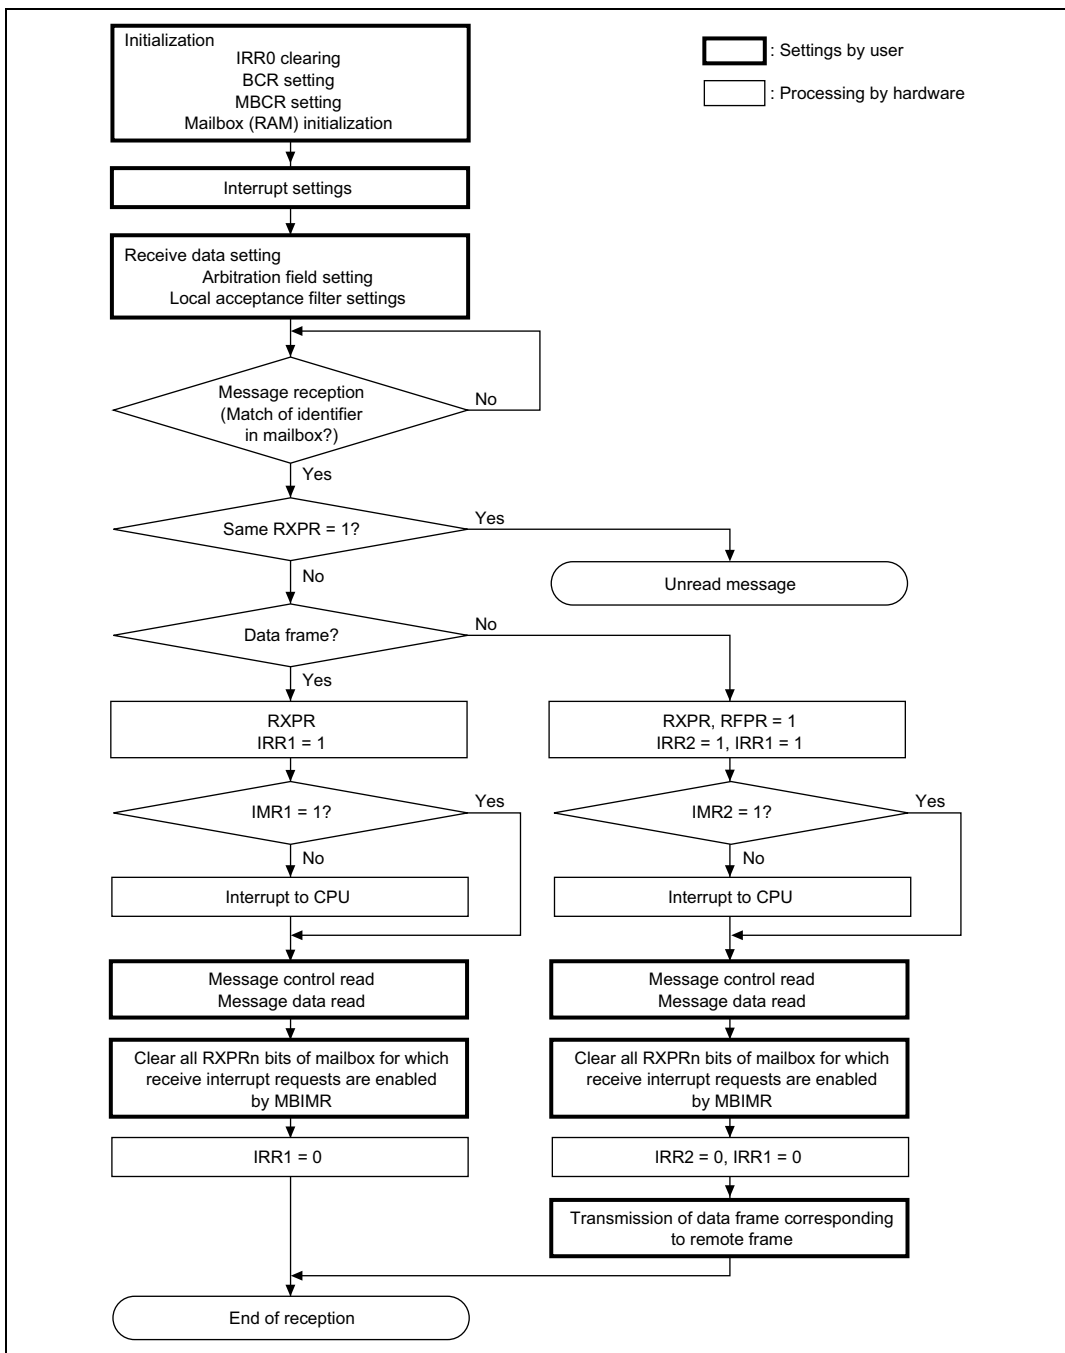 Initialization
IRR0 clearing
BCR setting
MBCR setting
Mailbox (RAM) initialization
: Settings by user
: Processing by hardware
Interrupt settings
Receive data setting
Arbitration field setting
Local acceptance filter settings
Message reception
(Match of identifier
in mailbox?)
No
Yes
Same RXPR = 1?
Yes
No
Unread message
Data frame?
No
Yes
RXPR
IRR1 = 1
RXPR, RFPR = 1
IRR2 = 1, IRR1 = 1
IMR1 = 1?
Yes
No
IMR2 = 1?
Yes
No
Interrupt to CPU
Interrupt to CPU
Message control read
Message data read
Message control read
Message data read
Clear all RXPRn bits of mailbox for which
receive interrupt requests are enabled
by MBIMR
Clear all RXPRn bits of mailbox for which
receive interrupt requests are enabled
by MBIMR
IRR1 = 0
IRR2 = 0, IRR1 = 0
Transmission of data frame corresponding
to remote frame
End of reception